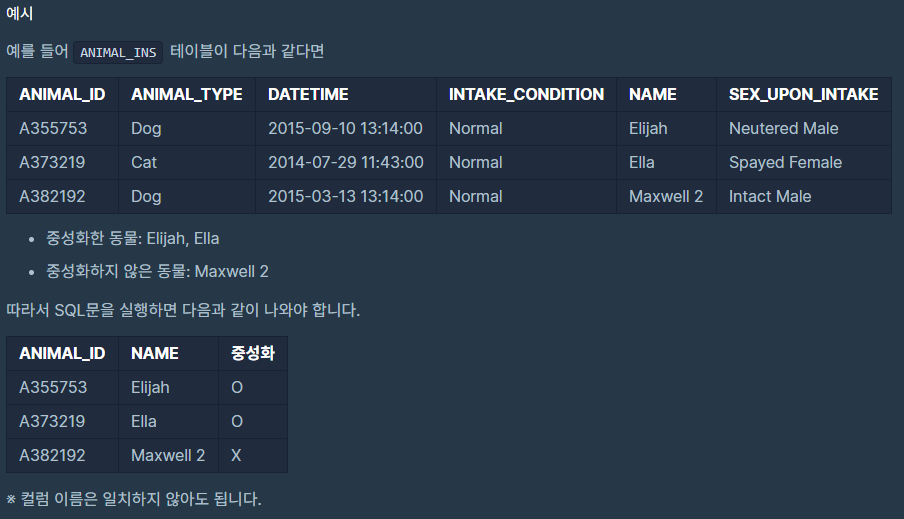 예시
예를 들어 ANIMAL_INS 테이블이 다음과 같다면
ANIMAL_ID ANIMAL_TYPE DATETIME INTAKE_CONDITION NAME SEX_UPON_INTAKE
A355753 Dog 2015-09-10 13:14:00 Normal Elijah Neutered Male
A373219 Cat 2014-07-29 11:43:00 Normal Ella Spayed Female
A382192 Dog 2015-03-13 13:14:00 Normal Maxwell 2 Intact Male
• 중성화한 동물: Elijah, Ella
• 중성화하지 않은 동물: Maxwell 2
따라서 SQL문을 실행하면 다음과 같이 나와야 합니다.
ANIMAL_ID NAME 중성화
A355753 Elijah O
A373219 Ella O
A382192 Maxwell 2 X
※ 컬럼 이름은 일치하지 않아도 됩니다.